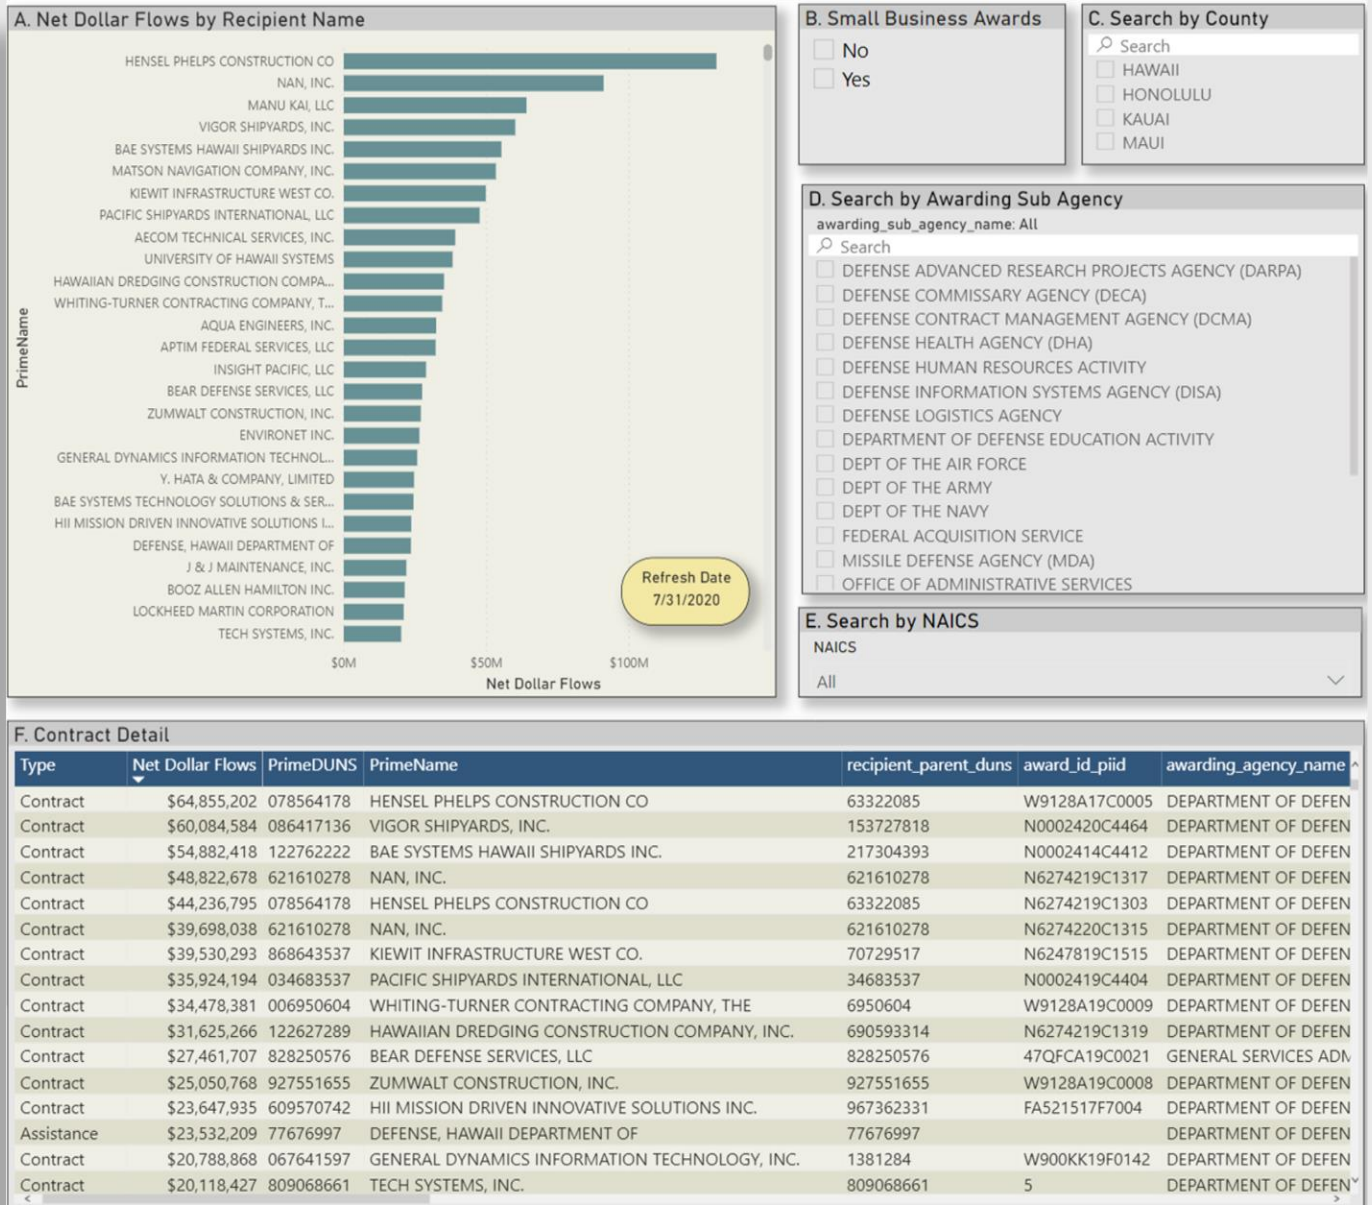 A. Net Dollar Flows by Recipient Name
PrimeName
HENSEL PHELPS CONSTRUCTION CO
NAN, INC.
MANU KAI, LLC
VIGOR SHIPYARDS, INC.
BAE SYSTEMS HAWAII SHIPYARDS INC.
MATSON NAVIGATION COMPANY, INC.
KIEWIT INFRASTRUCTURE WEST CO.
PACIFIC SHIPYARDS INTERNATIONAL, LLC
AECOM TECHNICAL SERVICES, INC.
UNIVERSITY OF HAWAII SYSTEMS
HAWAIIAN DREDGING CONSTRUCTION COMPA...
WHITING-TURNER CONTRACTING COMPANY, T...
AQUA ENGINEERS, INC.
APTIM FEDERAL SERVICES, LLC
INSIGHT PACIFIC, LLC
BEAR DEFENSE SERVICES, LLC
ZUMWALT CONSTRUCTION, INC.
ENVIRONET INC.
GENERAL DYNAMICS INFORMATION TECHNOL...
Y. HATA & COMPANY, LIMITED
BAE SYSTEMS TECHNOLOGY SOLUTIONS & SER...
HII MISSION DRIVEN INNOVATIVE SOLUTIONS I...
DEFENSE, HAWAII DEPARTMENT OF
J & J MAINTENANCE, INC.
BOOZ ALLEN HAMILTON INC.
LOCKHEED MARTIN CORPORATION
TECH SYSTEMS, INC.
$0M $50M $100M
Net Dollar Flows
Refresh Date
7/31/2020
B. Small Business Awards
No
Yes
C. Search by County
Search
HAWAII
HONOLULU
KAUAI
MAUI
D. Search by Awarding Sub Agency
awarding_sub_agency_name: All
Search
DEFENSE ADVANCED RESEARCH PROJECTS AGENCY (DARPA)
DEFENSE COMMISSARY AGENCY (DECA)
DEFENSE CONTRACT MANAGEMENT AGENCY (DCMA)
DEFENSE HEALTH AGENCY (DHA)
DEFENSE HUMAN RESOURCES ACTIVITY
DEFENSE INFORMATION SYSTEMS AGENCY (DISA)
DEFENSE LOGISTICS AGENCY
DEPARTMENT OF DEFENSE EDUCATION ACTIVITY
DEPT OF THE AIR FORCE
DEPT OF THE ARMY
DEPT OF THE NAVY
FEDERAL ACQUISITION SERVICE
MISSILE DEFENSE AGENCY (MDA)
OFFICE OF ADMINISTRATIVE SERVICES
E. Search by NAICS
NAICS
All
F. Contract Detail
Type Net Dollar Flows PrimeDUNS PrimeName recipient_parent_duns award_id_piid awarding_agency_name
Contract $64,855,202 078564178 HENSEL PHELPS CONSTRUCTION CO 63322085 W9128A17C0005 DEPARTMENT OF DEFEN
Contract $60,084,584 086417136 VIGOR SHIPYARDS, INC. 153727818 N0002420C4464 DEPARTMENT OF DEFEN
Contract $54,882,418 122762222 BAE SYSTEMS HAWAII SHIPYARDS INC. 217304393 N0002414C4412 DEPARTMENT OF DEFEN
Contract $48,822,678 621610278 NAN, INC. 621610278 N6274219C1317 DEPARTMENT OF DEFEN
Contract $44,236,795 078564178 HENSEL PHELPS CONSTRUCTION CO 63322085 N6274219C1303 DEPARTMENT OF DEFEN
Contract $39,698,038 621610278 NAN, INC. 621610278 N6274220C1315 DEPARTMENT OF DEFEN
Contract $39,530,293 868643537 KIEWIT INFRASTRUCTURE WEST CO. 70729517 N6247819C1515 DEPARTMENT OF DEFEN
Contract $35,924,194 034683537 PACIFIC SHIPYARDS INTERNATIONAL, LLC 34683537 N0002419C4404 DEPARTMENT OF DEFEN
Contract $34,478,381 006950604 WHITING-TURNER CONTRACTING COMPANY, THE 6950604 W9128A19C0009 DEPARTMENT OF DEFEN
Contract $31,625,266 122627289 HAWAIIAN DREDGING CONSTRUCTION COMPANY, INC. 690593314 N6274219C1319 DEPARTMENT OF DEFEN
Contract $27,461,707 828250576 BEAR DEFENSE SERVICES, LLC 828250576 47QFCA19C0021 GENERAL SERVICES ADM
Contract $25,050,768 927551655 ZUMWALT CONSTRUCTION, INC. 927551655 W9128A19C0008 DEPARTMENT OF DEFEN
Contract $23,647,935 609570742 HII MISSION DRIVEN INNOVATIVE SOLUTIONS INC. 967362331 FA521517F7004 DEPARTMENT OF DEFEN
Assistance $23,532,209 77676997 DEFENSE, HAWAII DEPARTMENT OF 77676997 DEPARTMENT OF DEFEN
Contract $20,788,868 067641597 GENERAL DYNAMICS INFORMATION TECHNOLOGY, INC. 1381284 W900KK19F0142 DEPARTMENT OF DEFEN
Contract $20,118,427 809068661 TECH SYSTEMS, INC. 809068661 5 DEPARTMENT OF DEFEN